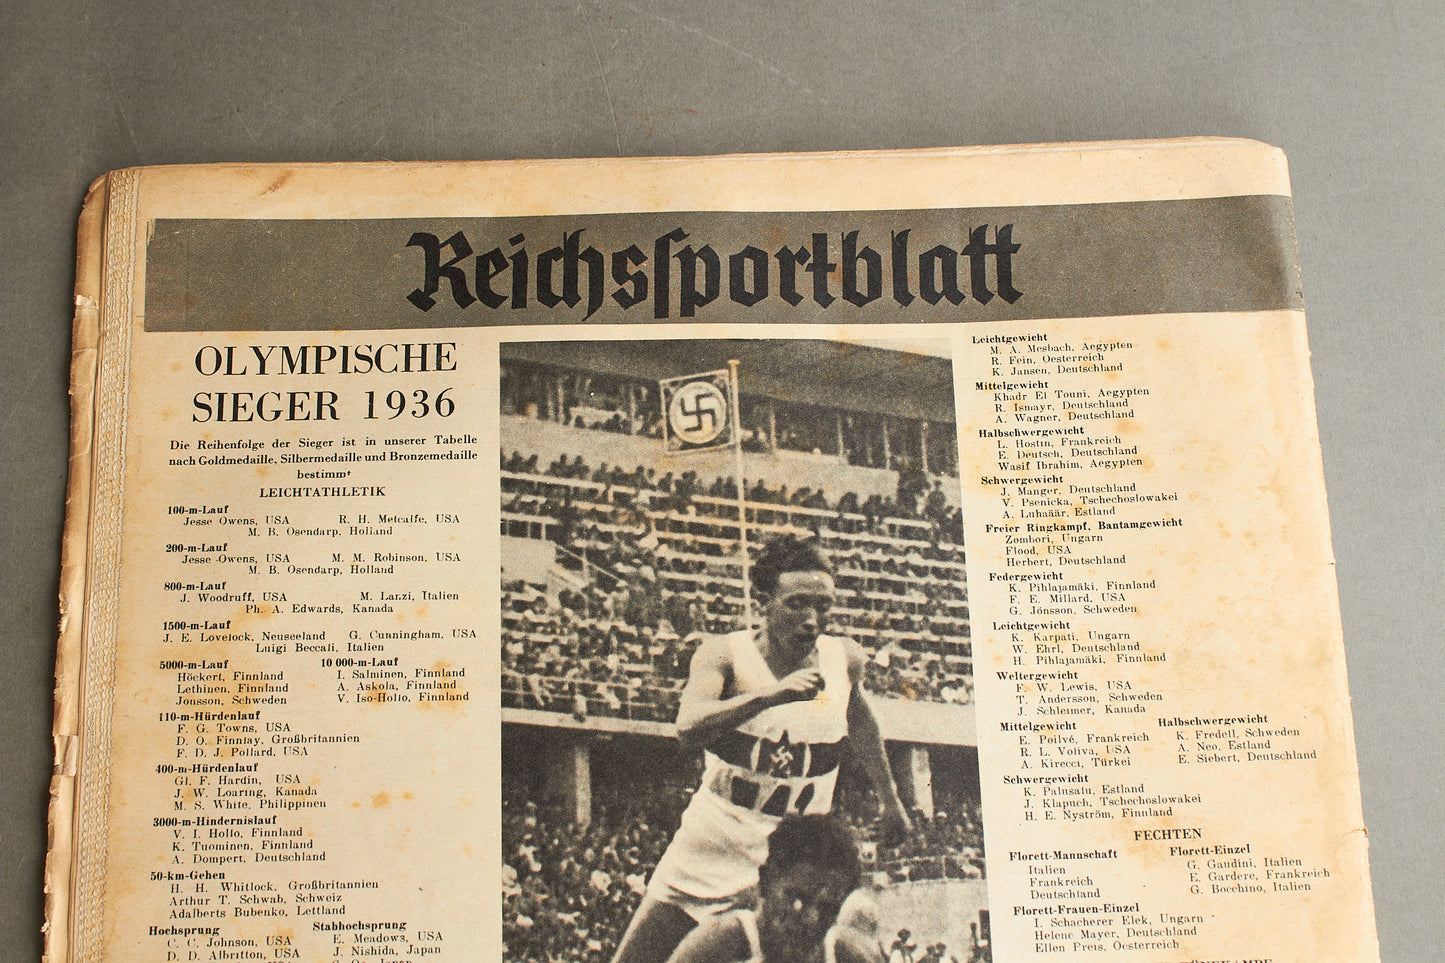 Reichssportblatt
OLYMPISCHE
SIEGER 1936
Die Reihenfolge der Sieger ist in unserer Tabelle
nach Goldmedaille, Silbermedaille und Bronzemedaille
bestimmt
LEICHTATHLETIK
100-m-Lauf
Jesse Owens, USA R. H. Metcalfe, USA
M. B. Osendarp, Holland
200-m-Lauf
Jesse Owens, USA M. M. Robinson, USA
M. B. Osendarp, Holland
800-m-Lauf
J. Woodruff, USA M. Lanzi, Italien
Ph. A. Edwards, Kanada
1500-m-Lauf
J. E. Lovelock, Neuseeland G. Cunningham, USA
Luigi Beccali, Italien
5000-m-Lauf
Höckert, Finnland
Lethinen, Finnland
Jonsson, Schweden
10 000-m-Lauf
I. Salminen, Finnland
A. Askola, Finnland
V. Iso-Hollo, Finnland
110-m-Hürdenlauf
F. G. Towns, USA
D. O. Finnlay, Großbritannien
F. D. J. Pollard, USA
400-m-Hürdenlauf
Gl. F. Hardin, USA
J. W. Loaring, Kanada
M. S. White, Philippinen
3000-m-Hindernislauf
V. I. Hollo, Finnland
K. Tuominen, Finnland
A. Dompert, Deutschland
50-km-Gehen
H. H. Whitlock, Großbritannien
Arthur T. Schwab, Schweiz
Adalberts Bubenko, Lettland
Hochsprung
C. C. Johnson, USA
D. D. Albritton, USA
Stabhochsprung
E. Meadows, USA
J. Nishida, Japan
Leichtgewicht
M. A. Mesbach, Aegypten
R. Fein, Oesterreich
K. Jansen, Deutschland
Mittelgewicht
Khadr El Touni, Aegypten
R. Ismayr, Deutschland
A. Wagner, Deutschland
Halbschwergewicht
L. Hostin, Frankreich
E. Deutsch, Deutschland
Wasif Ibrahim, Aegypten
Schwergewicht
J. Manger, Deutschland
V. Psenicka, Tschechoslowakei
A. Luhaäär, Estland
Freier Ringkampf, Bantamgewicht
Zombori, Ungarn
Flood, USA
Herbert, Deutschland
Federgewicht
K. Pihlajamäki, Finnland
F. E. Millard, USA
G. Jönsson, Schweden
Leichtgewicht
K. Karpati, Ungarn
W. Ehrl, Deutschland
H. Pihlajamäki, Finnland
Weltergewicht
F. W. Lewis, USA
T. Andersson, Schweden
J. Schleimer, Kanada
Mittelgewicht
E. Poilvé, Frankreich
R. L. Voliva, USA
A. Kirecci, Türkei
Halbschwergewicht
K. Fredell, Schweden
A. Neo, Estland
E. Siebert, Deutschland
Schwergewicht
K. Palusalu, Estland
J. Klapuch, Tschechoslowakei
H. E. Nyström, Finnland
FECHTEN
Florett-Mannschaft
Italien
Frankreich
Deutschland
Florett-Einzel
G. Gaudini, Italien
E. Gardere, Frankreich
G. Bocchino, Italien
Florett-Frauen-Einzel
I. Schacherer Elek, Ungarn
Helene Mayer, Deutschland
Ellen Preis, Oesterreich